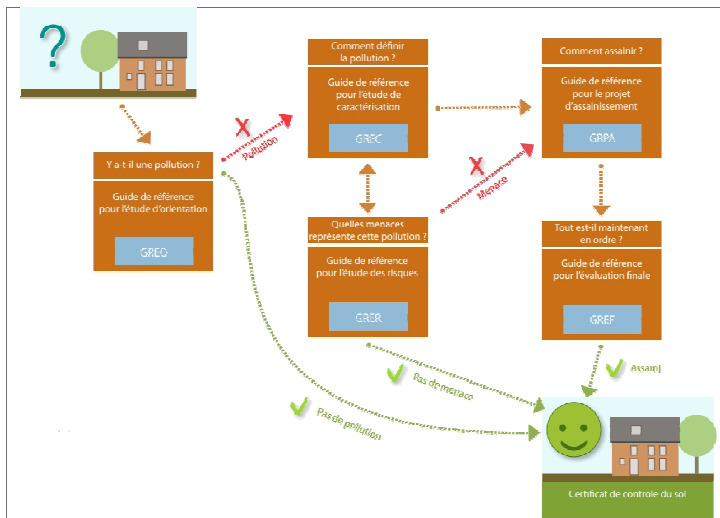 ?
Comment définir
la pollution ?
Guide de référence
pour l'étude de
caractérisation
GREC
Comment assainir ?
Guide de référence
pour le projet
d'assainissement
GRPA
Y a-t-il une pollution ?
Guide de référence
pour l'étude d'orientation
GREO
Pollution
Menace
Quelles menaces
représente cette pollution ?
Guide de référence
pour l'étude des risques
GRER
Tout est-il maintenant
en ordre ?
Guide de référence
pour l'évaluation finale
GREF
Pas de menace
Assaini
Pas de pollution
Certificat de controle du sol